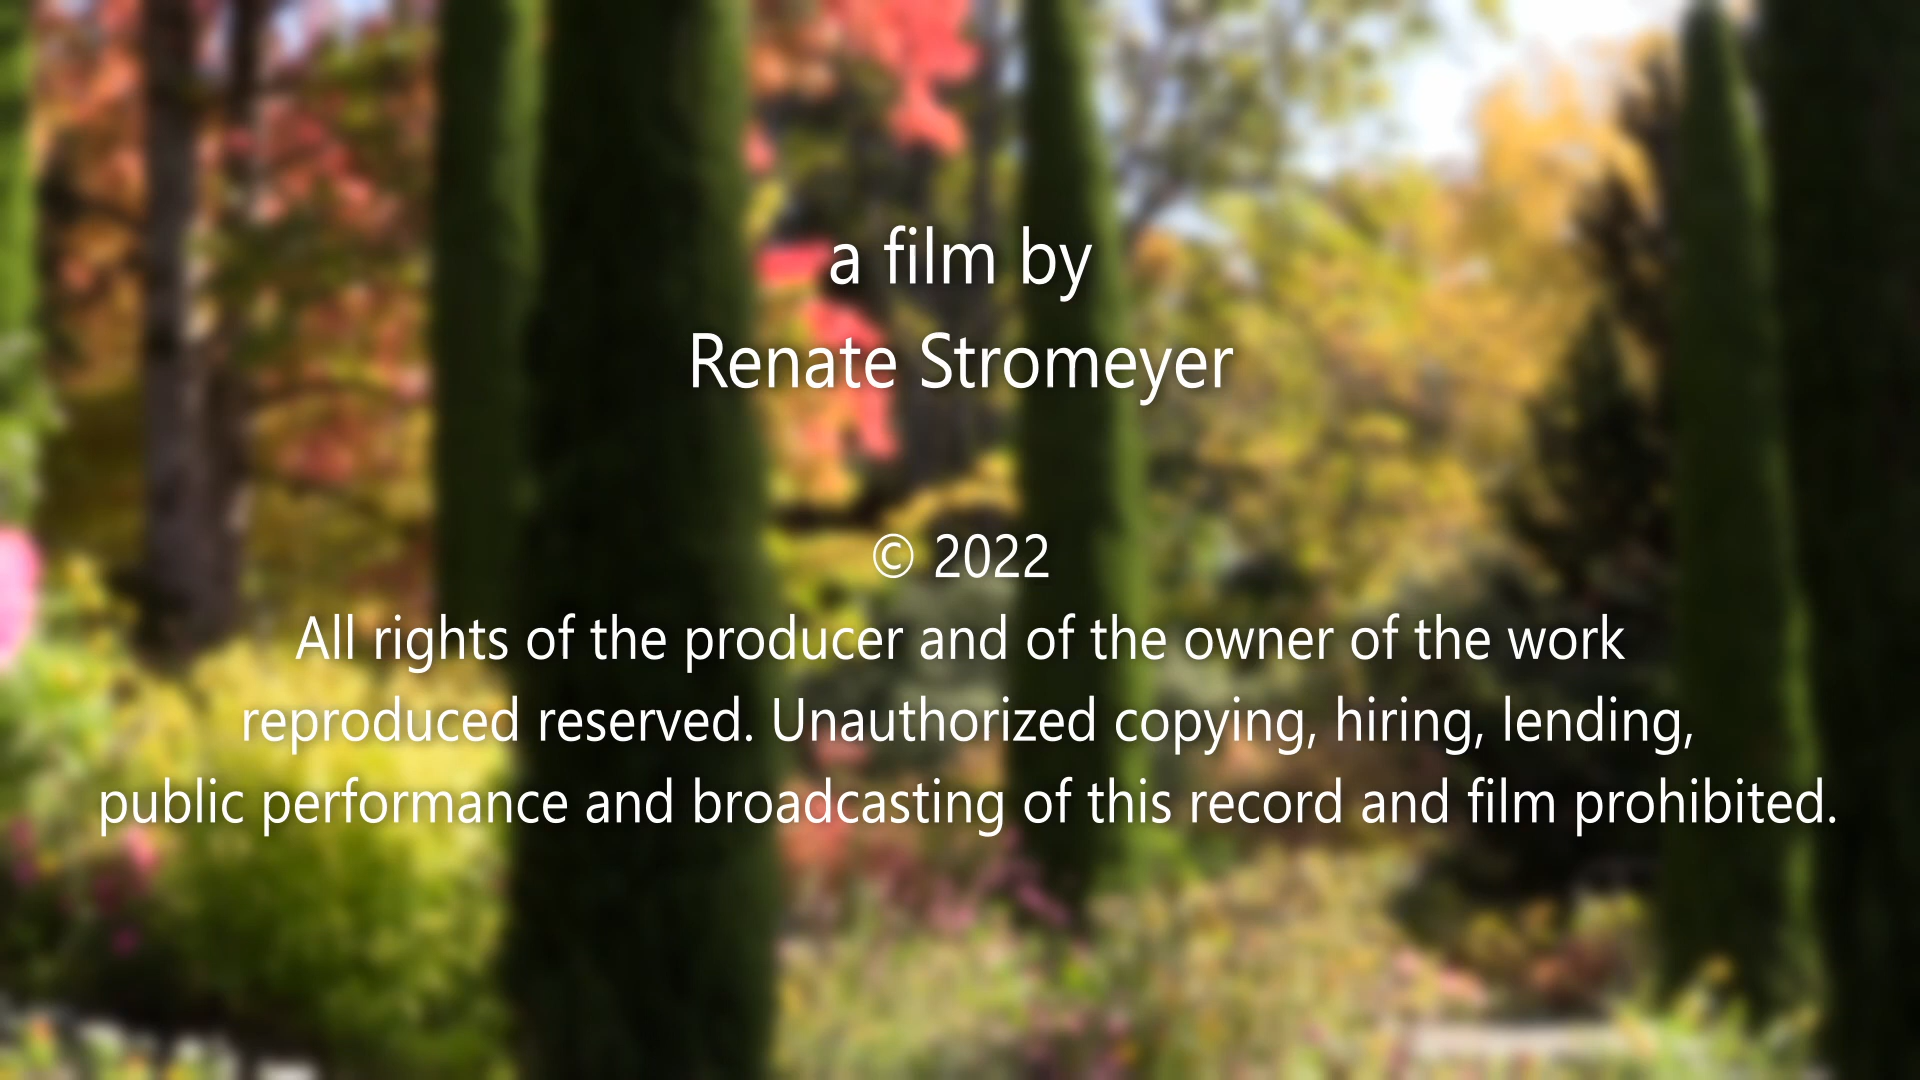 a film by
Renate Stromeyer
© 2022
All rights of the producer and of the owner of the work
reproduced reserved. Unauthorized copying, hiring, lending,
public performance and broadcasting of this record and film prohibited.